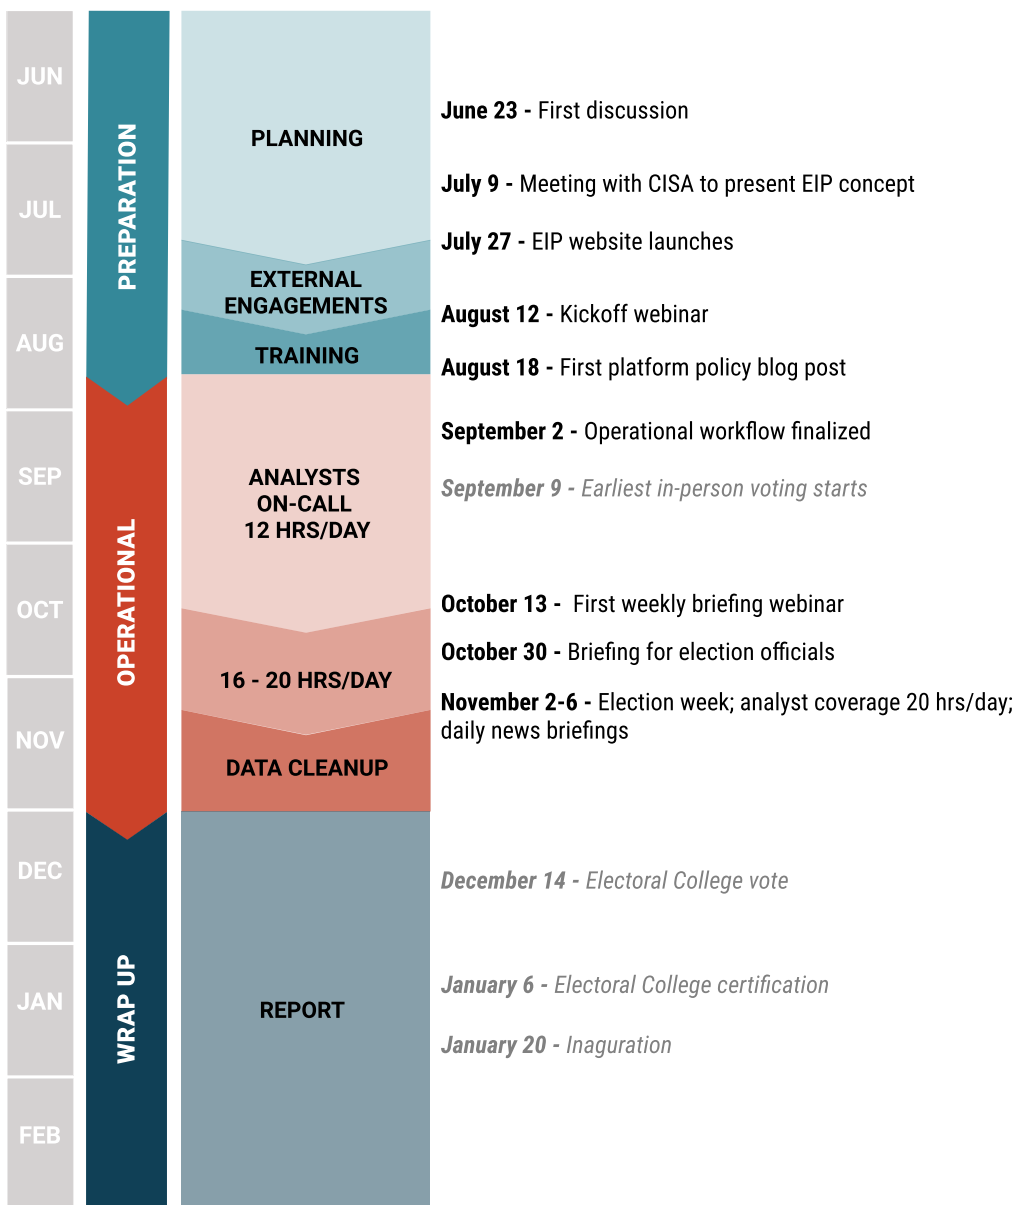 JUN
JUL
AUG
SEP
OCT
NOV
DEC
JAN
FEB
PREPARATION
OPERATIONAL
WRAP UP
PLANNING
EXTERNAL
ENGAGEMENTS
TRAINING
ANALYSTS
ON-CALL
12 HRS/DAY
16 - 20 HRS/DAY
DATA CLEANUP
REPORT
June 23 - First discussion
July 9 - Meeting with CISA to present EIP concept
July 27 - EIP website launches
August 12 - Kickoff webinar
August 18 - First platform policy blog post
September 2 - Operational workflow finalized
September 9 - Earliest in-person voting starts
October 13 - First weekly briefing webinar
October 30 - Briefing for election officials
November 2-6 - Election week; analyst coverage 20 hrs/day;
daily news briefings
December 14 - Electoral College vote
January 6 - Electoral College certification
January 20 - Inaguration